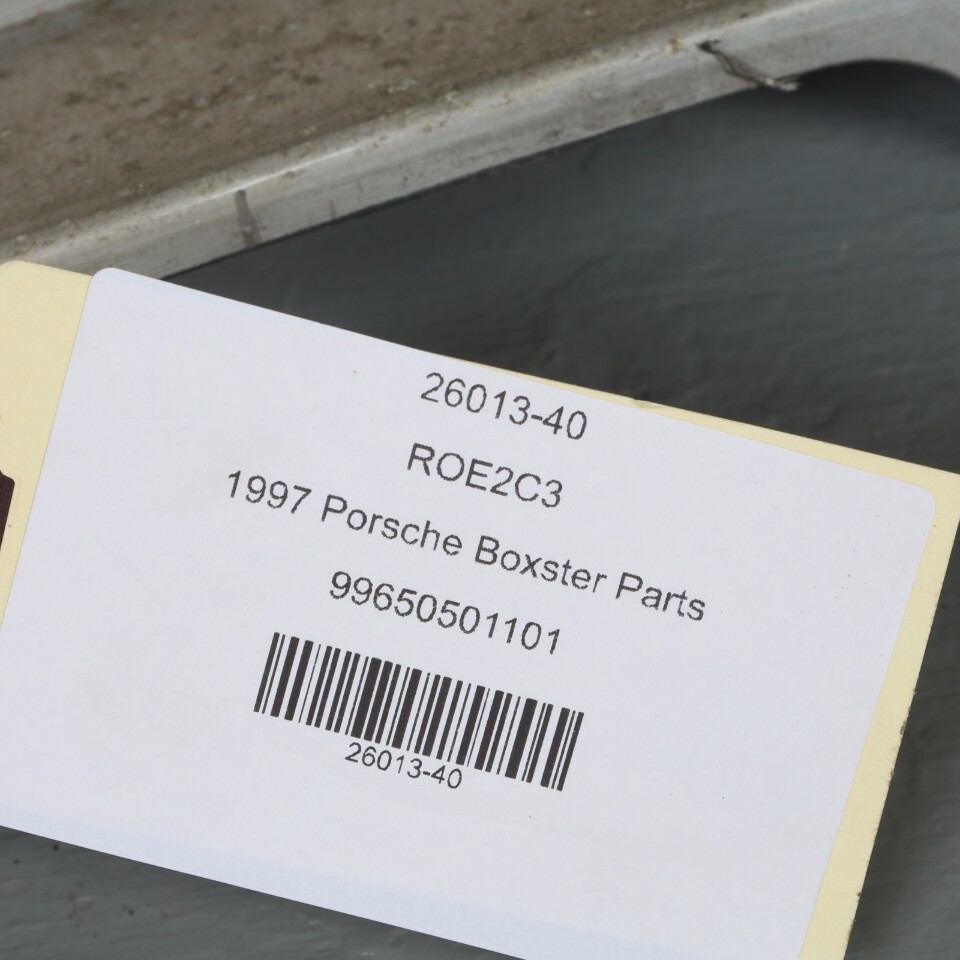 26013-40
ROE2C3
1997 Porsche Boxster Parts
99650501101
26013-40